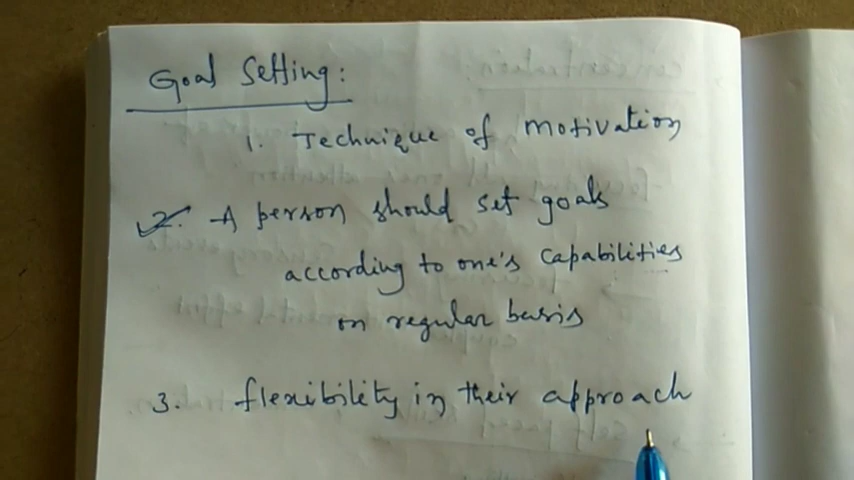 Goal Setting:
1. Technique of motivation
2. A person should set goals
according to one's capabilities
on regular basis
3. flexibility in their approach